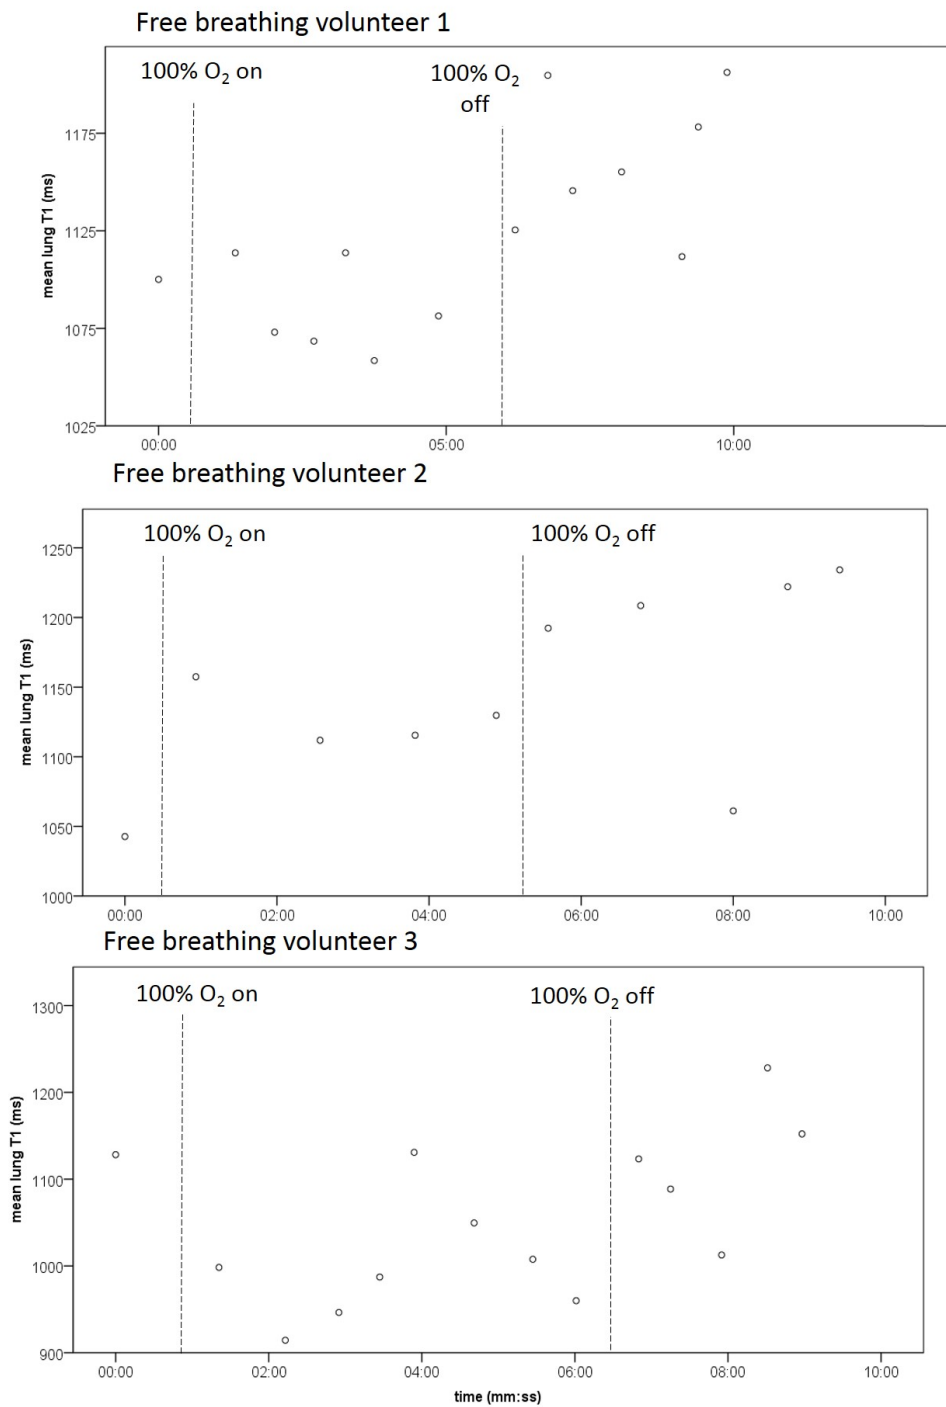 Free breathing volunteer 1
100% O₂ on
100% O₂
off
mean lung T1 (ms)
1175
1125
1075
1025
00:00 05:00 10:00
Free breathing volunteer 2
100% O₂ on 100% O₂ off
mean lung T1 (ms)
1250
1200
1150
1100
1050
1000
00:00 02:00 04:00 06:00 08:00 10:00
Free breathing volunteer 3
100% O₂ on 100% O₂ off
mean lung T1 (ms)
1300
1200
1100
1000
900
00:00 02:00 04:00 06:00 08:00 10:00
time (mm:ss)